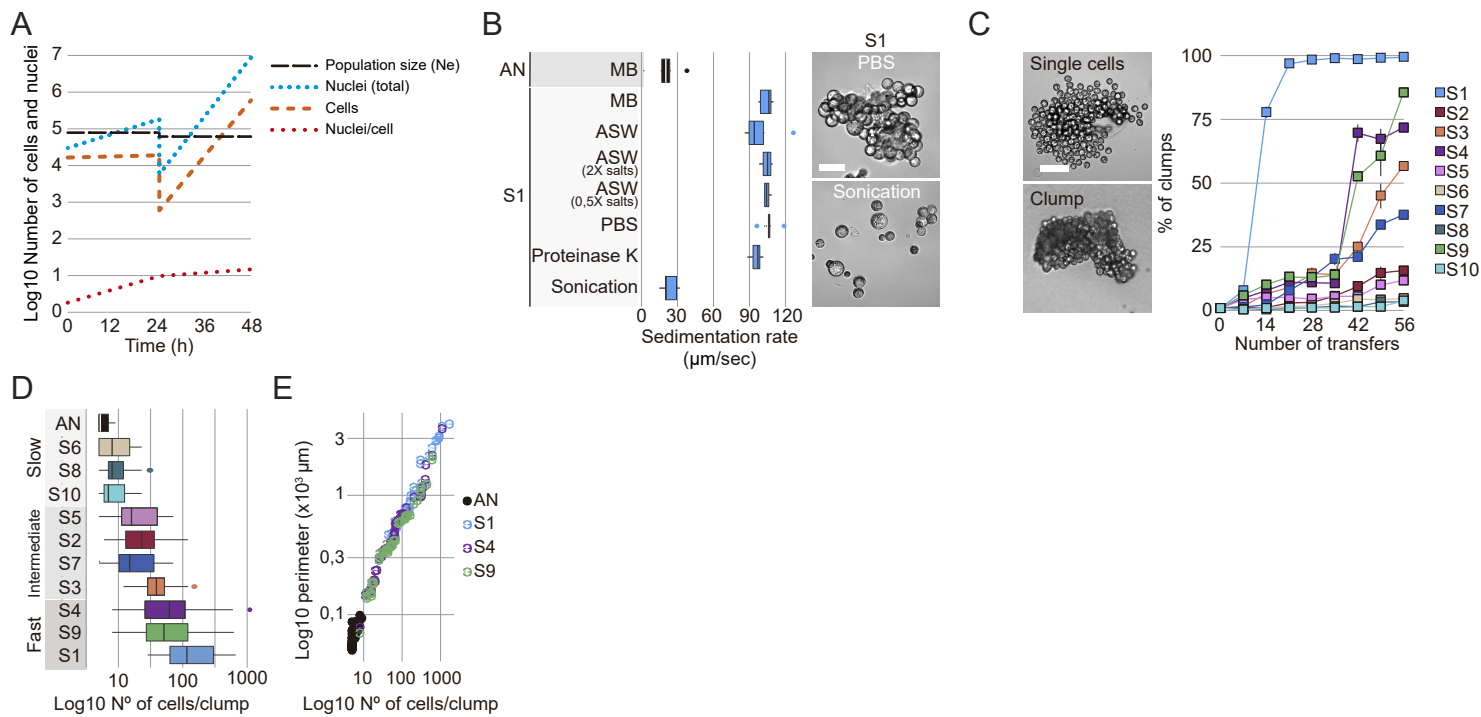 A
7
6
5
4
3
2
1
0
0
12
24
36
48
Log10 Number of cells and nuclei
Time (h)
Population size (Ne)
Nuclei (total)
Cells
Nuclei/cell
B
AN
MB
S1
MB
ASW
ASW
(2X salts)
ASW
(0,5X salts)
PBS
Proteinase K
Sonication
0
30
60
90
120
Sedimentation rate
(µm/sec)
S1
PBS
Sonication
C
Single cells
Clump
% of clumps
100
75
50
25
0
0
14
28
42
56
Number of transfers
S1
S2
S3
S4
S5
S6
S7
S8
S9
S10
D
Slow
Intermediate
Fast
AN
S6
S8
S10
S5
S2
S7
S3
S4
S9
S1
10
100
1000
Log10 Nº of cells/clump
E
Log10 perimeter (x10³ µm)
3
1
0,3
0,1
10
100
1000
Log10 Nº of cells/clump
AN
S1
S4
S9